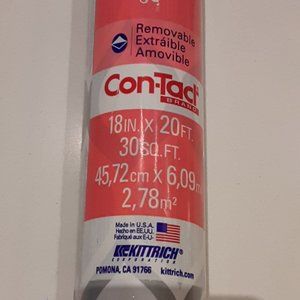 Removable
Extraíble
Amovible
Con-Tact
BRAND
18IN. X 20FT.
30SQ.FT.
45,72cm x 6,09m
2,78m²
Made in U.S.A.
Hecho en EE.UU.
Fabriqué aux E-U
KITTRICH
CORPORATION
POMONA, CA 91766 kittrich.com